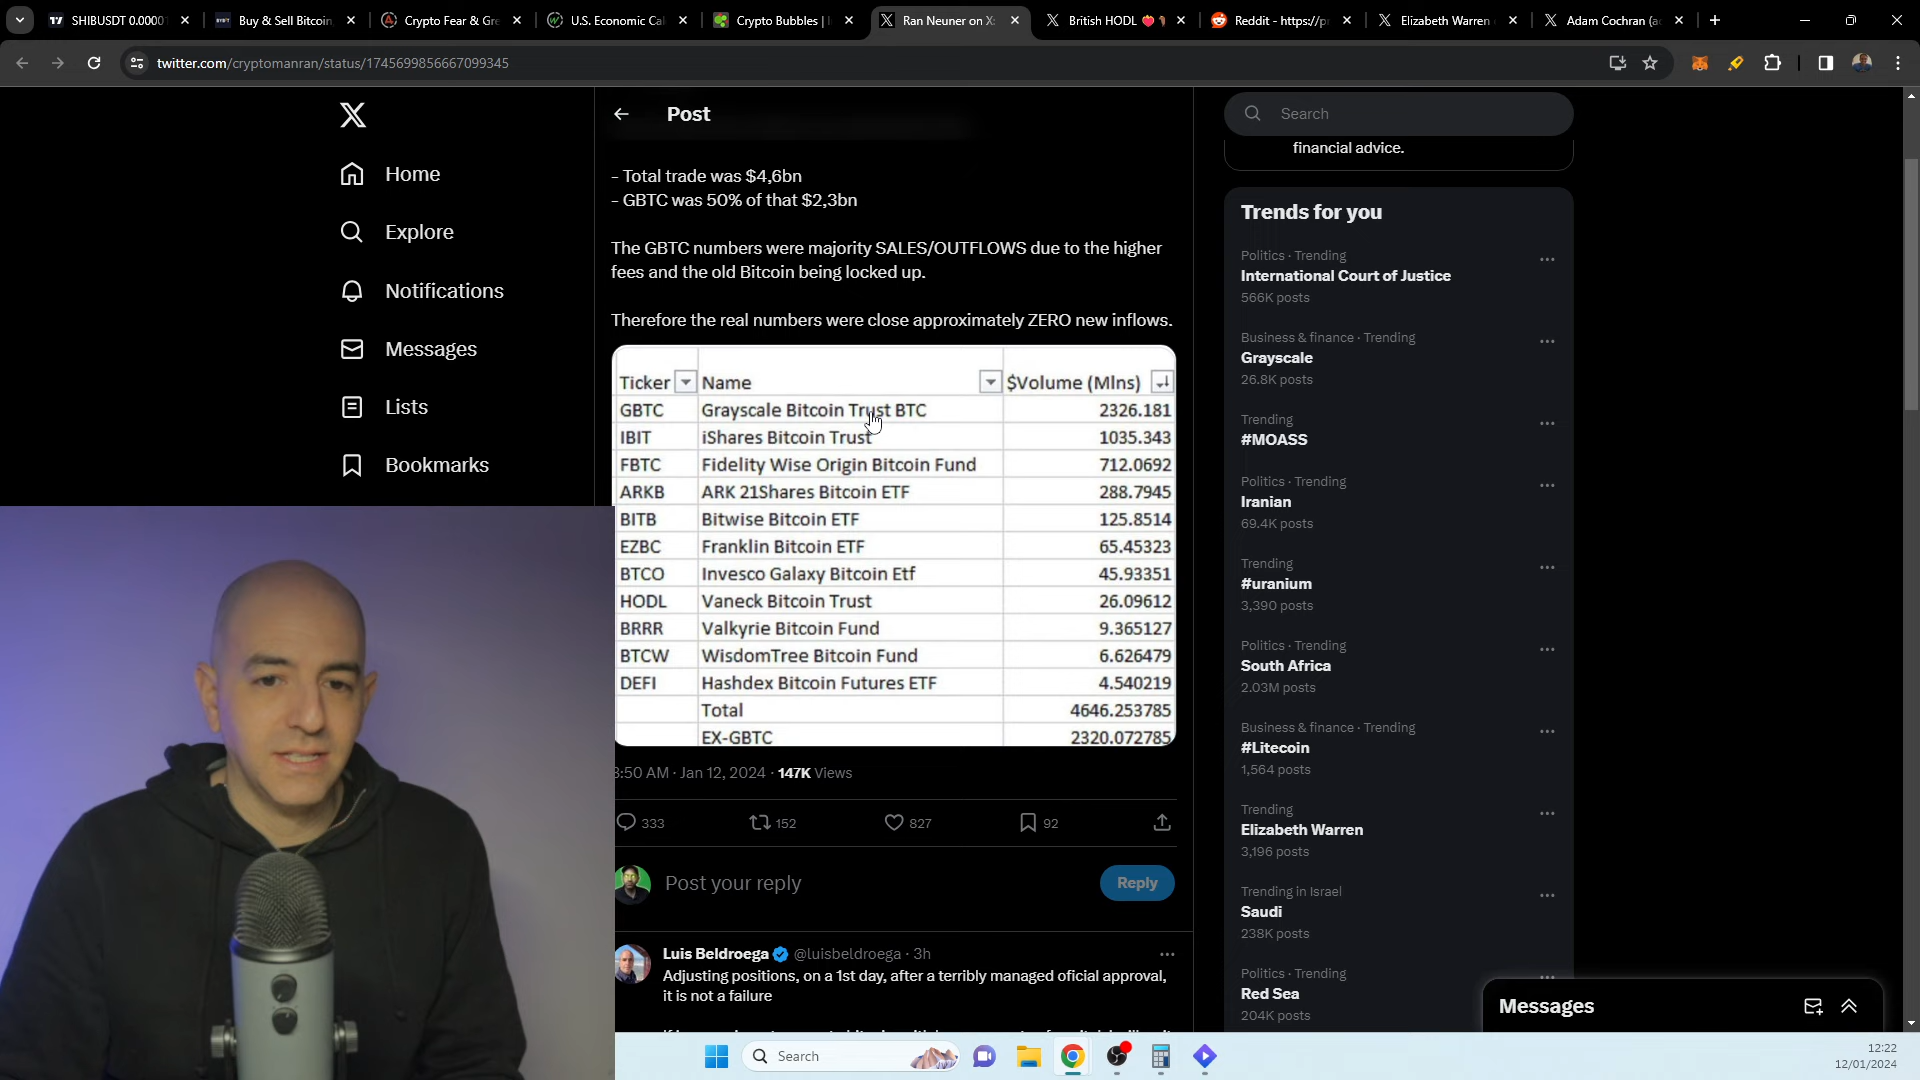 SHIBUSDT 0.0000
Buy & Sell Bitcoin
Crypto Fear & Gre
U.S. Economic Cal
Crypto Bubbles | I
Ran Neuner on X:
British HODL
Reddit - https://p
Elizabeth Warren
Adam Cochran (a
twitter.com/cryptomanran/status/1745699856667099345
Post
Search
financial advice.
Home
Explore
Notifications
Messages
Lists
Bookmarks
- Total trade was $4,6bn
- GBTC was 50% of that $2,3bn
The GBTC numbers were majority SALES/OUTFLOWS due to the higher
fees and the old Bitcoin being locked up.
Therefore the real numbers were close approximately ZERO new inflows.
Ticker Name $Volume (Mlns)
GBTC Grayscale Bitcoin Trust BTC 2326.181
IBIT iShares Bitcoin Trust 1035.343
FBTC Fidelity Wise Origin Bitcoin Fund 712.0692
ARKB ARK 21Shares Bitcoin ETF 288.7945
BITB Bitwise Bitcoin ETF 125.8514
EZBC Franklin Bitcoin ETF 65.45323
BTCO Invesco Galaxy Bitcoin Etf 45.93351
HODL Vaneck Bitcoin Trust 26.09612
BRRR Valkyrie Bitcoin Fund 9.365127
BTCW WisdomTree Bitcoin Fund 6.626479
DEFI Hashdex Bitcoin Futures ETF 4.540219
Total 4646.253785
EX-GBTC 2320.072785
:50 AM · Jan 12, 2024 · 147K Views
333 152 827 92
Post your reply
Reply
Luis Beldroega @luisbeldroega · 3h
Adjusting positions, on a 1st day, after a terribly managed oficial approval,
it is not a failure
Trends for you
Politics · Trending
International Court of Justice
566K posts
Business & finance · Trending
Grayscale
26.8K posts
Trending
#MOASS
Politics · Trending
Iranian
69.4K posts
Trending
#uranium
3,390 posts
Politics · Trending
South Africa
2.03M posts
Business & finance · Trending
#Litecoin
1,564 posts
Trending
Elizabeth Warren
3,196 posts
Trending in Israel
Saudi
238K posts
Politics · Trending
Red Sea
204K posts
Messages
Search
12:22
12/01/2024